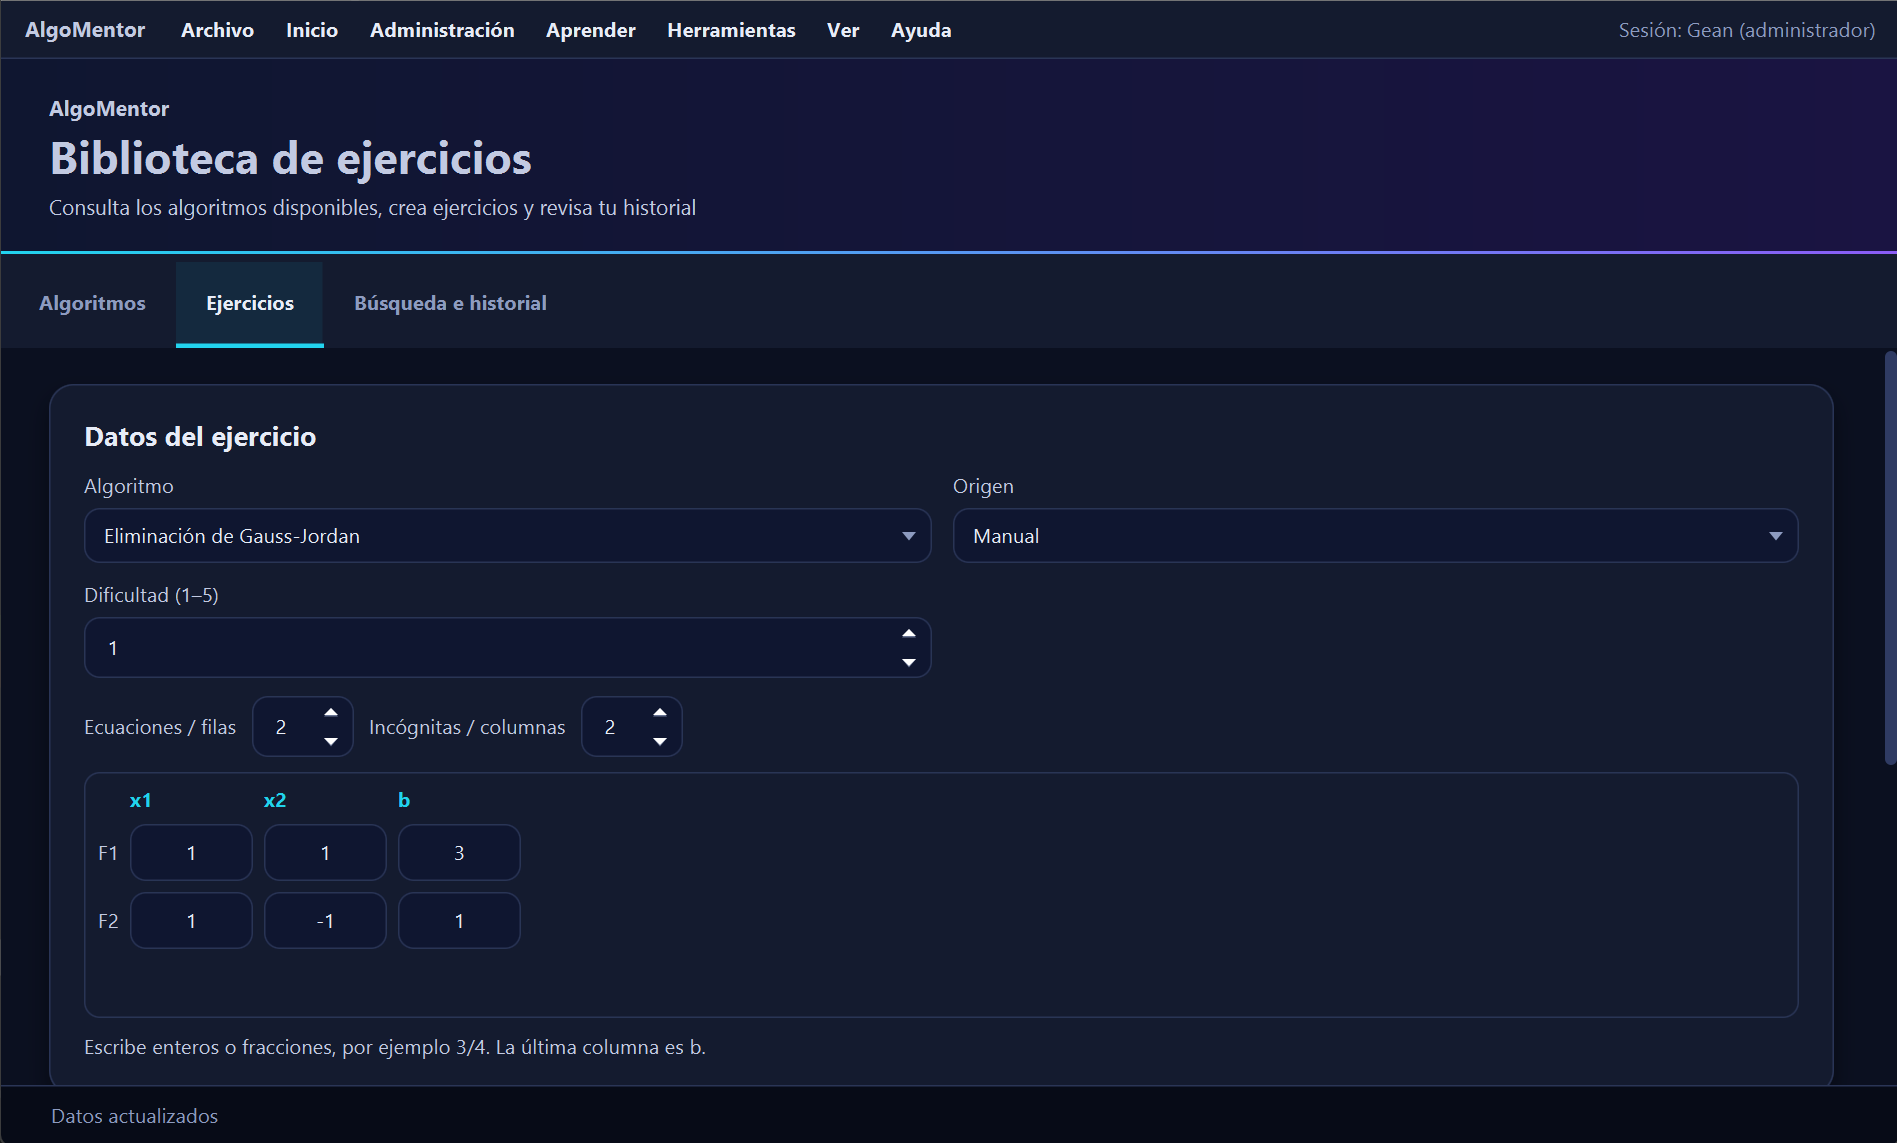 AlgoMentor Archivo Inicio Administración Aprender Herramientas Ver Ayuda Sesión: Gean (administrador)
AlgoMentor
Biblioteca de ejercicios
Consulta los algoritmos disponibles, crea ejercicios y revisa tu historial
Algoritmos Ejercicios Búsqueda e historial
Datos del ejercicio
Algoritmo Origen
Eliminación de Gauss-Jordan Manual
Dificultad (1–5)
1
Ecuaciones / filas 2 Incógnitas / columnas 2
x1 x2 b
F1 1 1 3
F2 1 -1 1
Escribe enteros o fracciones, por ejemplo 3/4. La última columna es b.
Datos actualizados